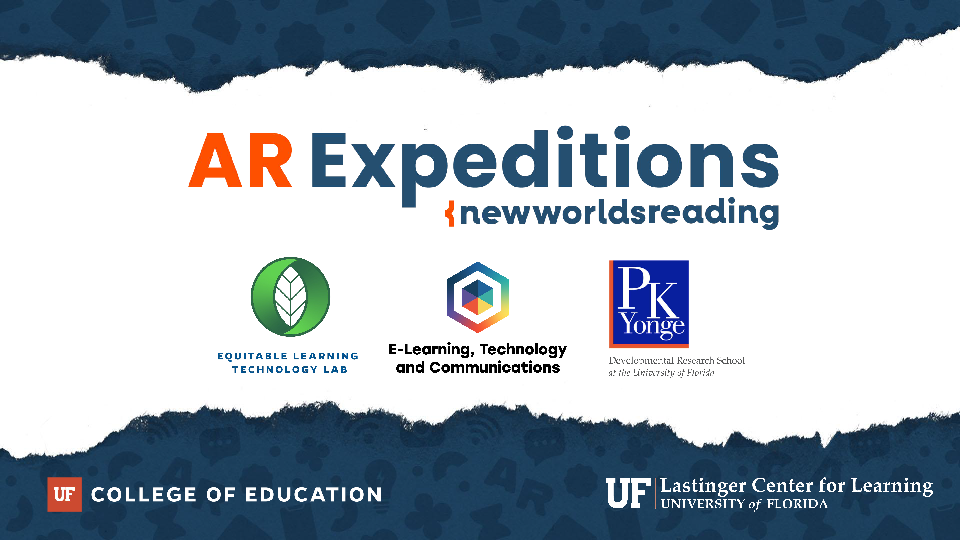 AR Expeditions
{newworldsreading
EQUITABLE LEARNING
TECHNOLOGY LAB
E-Learning, Technology
and Communications
PK
Yonge
Developmental Research School
at the University of Florida
UF COLLEGE OF EDUCATION
UF Lastinger Center for Learning
UNIVERSITY of FLORIDA